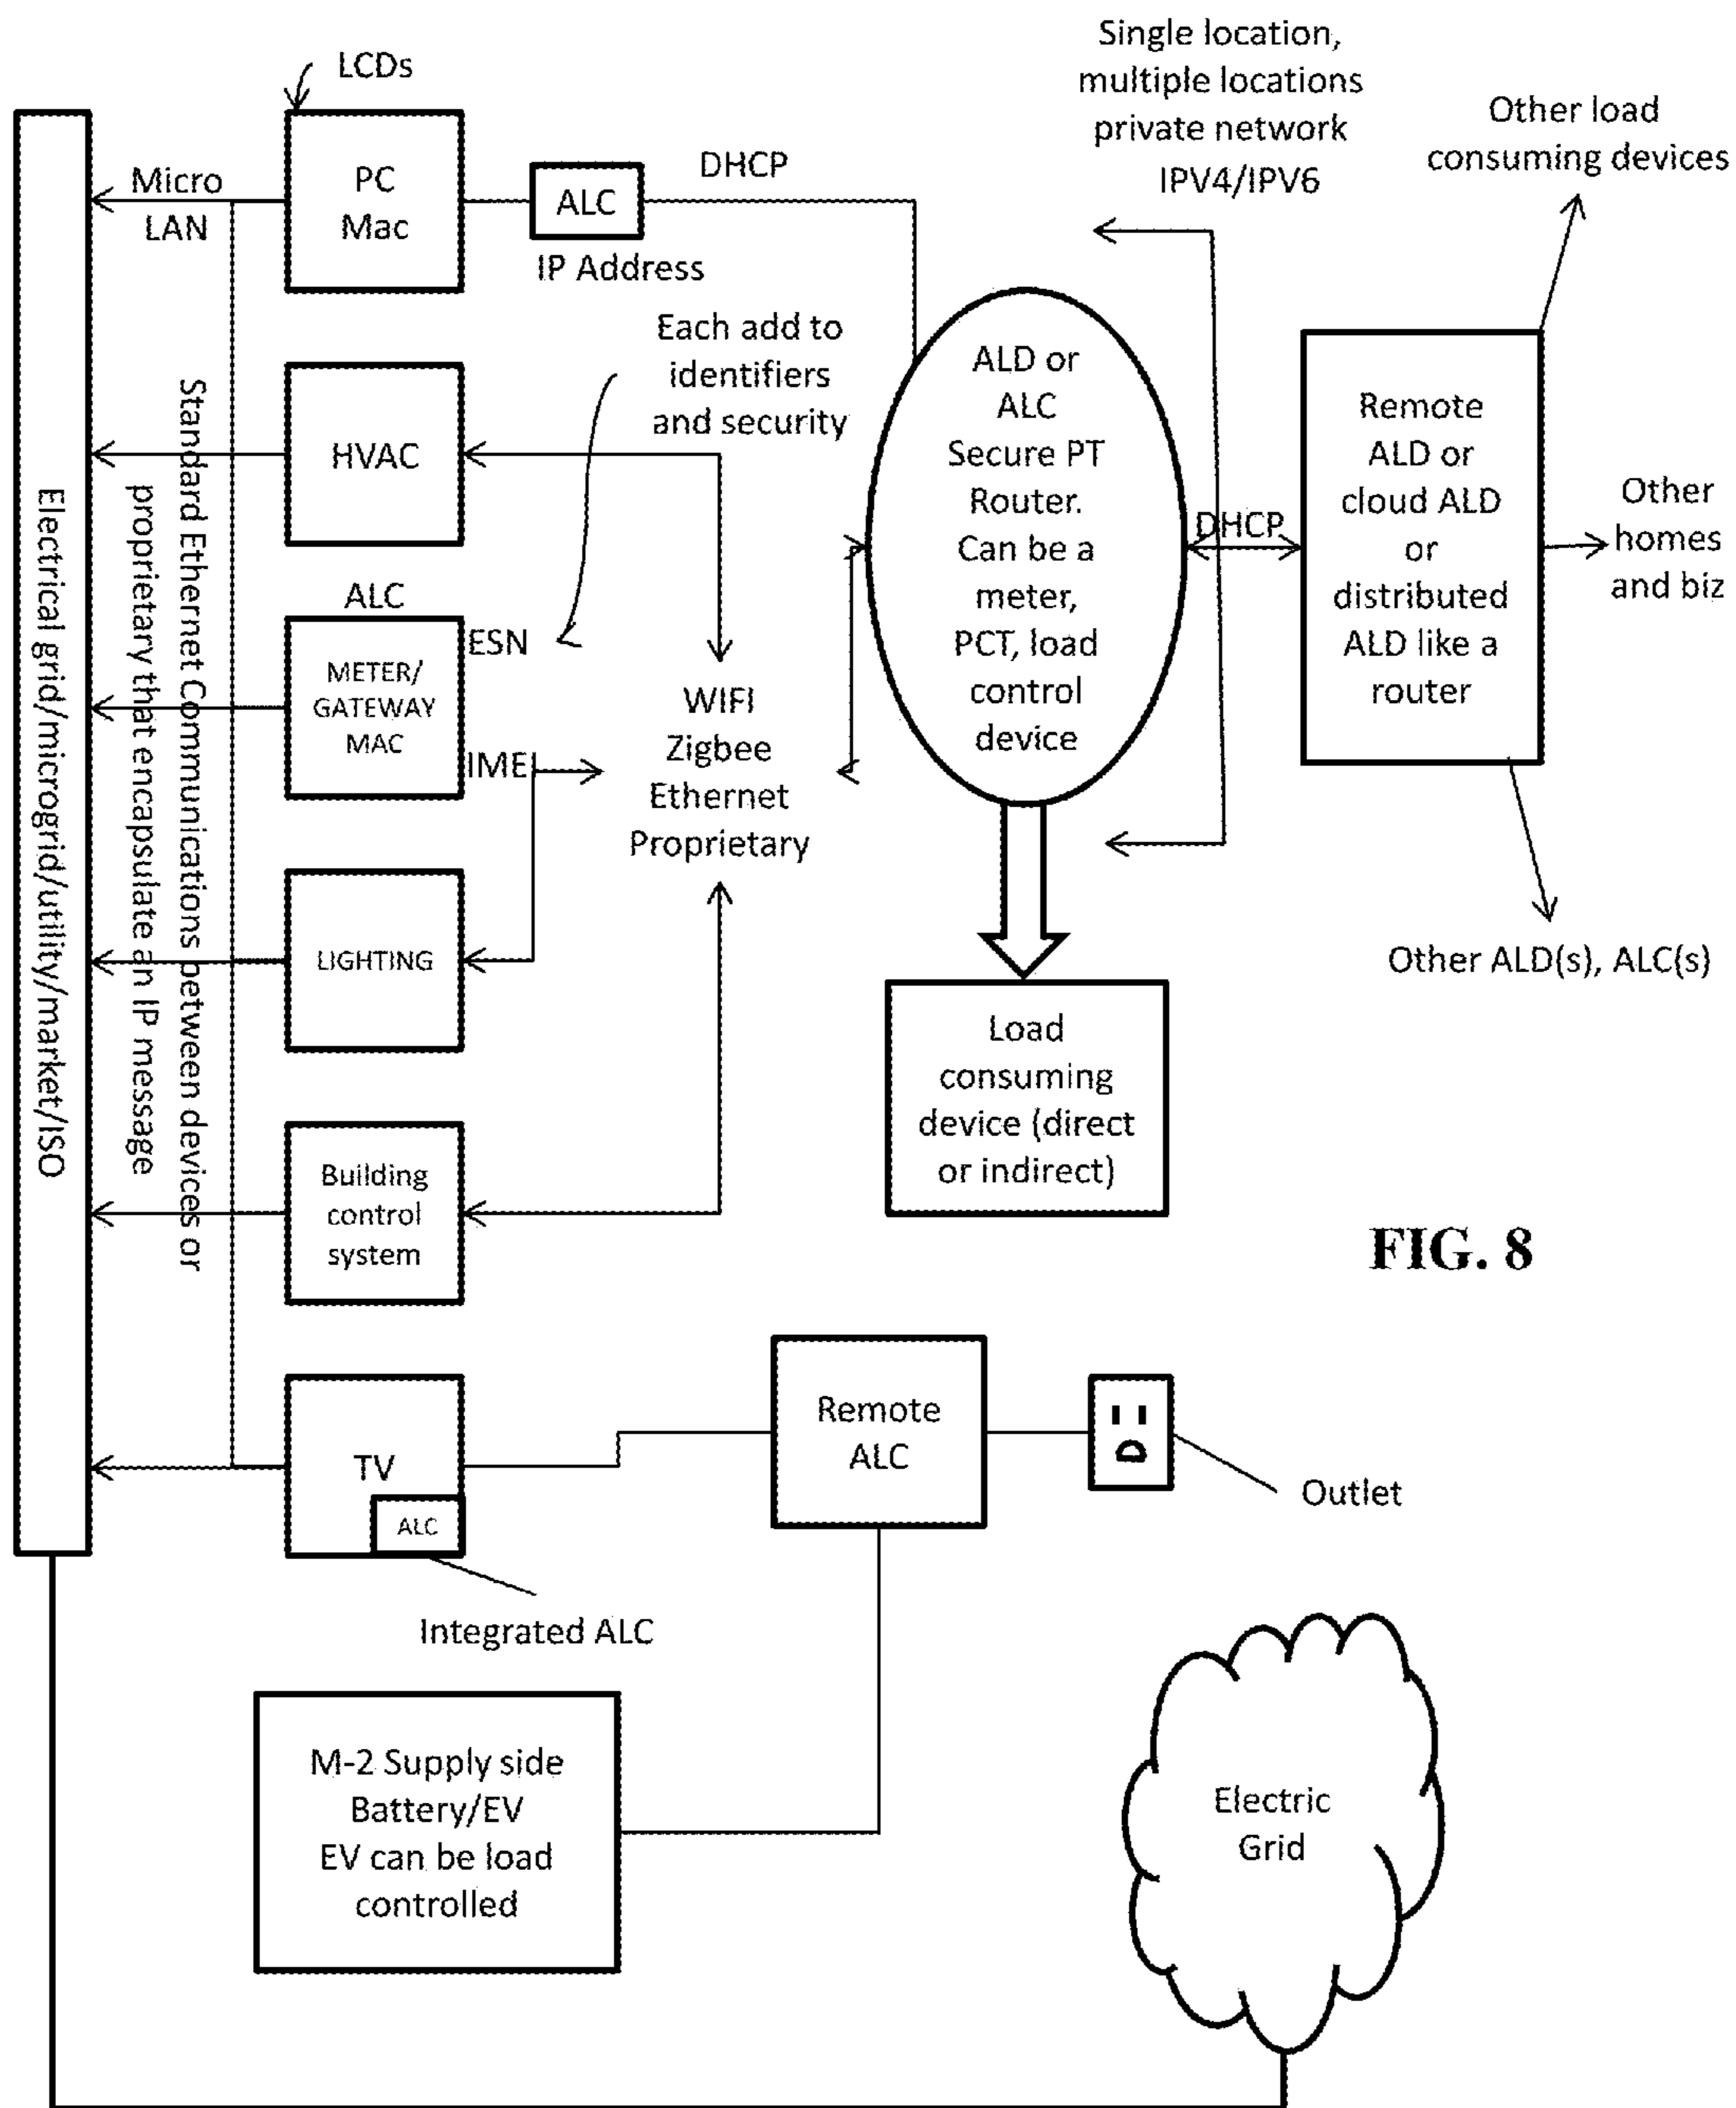 LCDs
Single location,
multiple locations
private network
IPV4/IPV6
Other load
consuming devices
Micro
LAN
PC
Mac
ALC
DHCP
IP Address
Each add to
identifiers
and security
HVAC
ALD or
ALC
Secure PT
Router.
Can be a
meter,
PCT, load
control
device
DHCP
Remote
ALD or
cloud ALD
or
distributed
ALD like a
router
Other
homes
and biz
Electrical grid/microgrid/utility/market/ISO
Standard Ethernet Communications between devices or
proprietary that encapsulate an IP message
ALC
METER/
GATEWAY
MAC
ESN
IMEI
WIFI
Zigbee
Ethernet
Proprietary
LIGHTING
Other ALD(s), ALC(s)
Load
consuming
device (direct
or indirect)
Building
control
system
FIG. 8
TV
ALC
Remote
ALC
Outlet
Integrated ALC
M-2 Supply side
Battery/EV
EV can be load
controlled
Electric
Grid